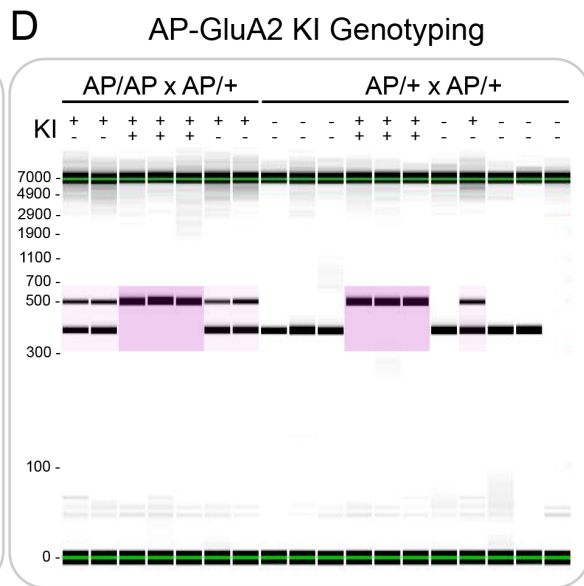 D AP-GluA2 KI Genotyping
AP/AP x AP/+ AP/+ x AP/+
KI
+ + + + + + + - - - + + + - + - - -
- - + + + - - - - - + + + - - - - -
7000 -
4900 -
2900 -
1900 -
1100 -
700 -
500 -
300 -
100 -
0 -